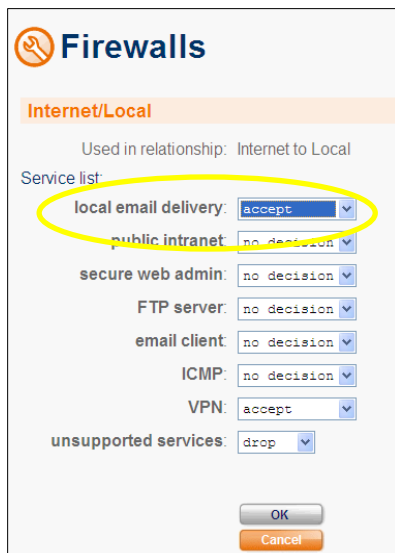 Firewalls
Internet/Local
Used in relationship: Internet to Local
Service list:
local email delivery: accept
public intranet: no decision
secure web admin: no decision
FTP server: no decision
email client: no decision
ICMP: no decision
VPN: accept
unsupported services: drop
OK
Cancel